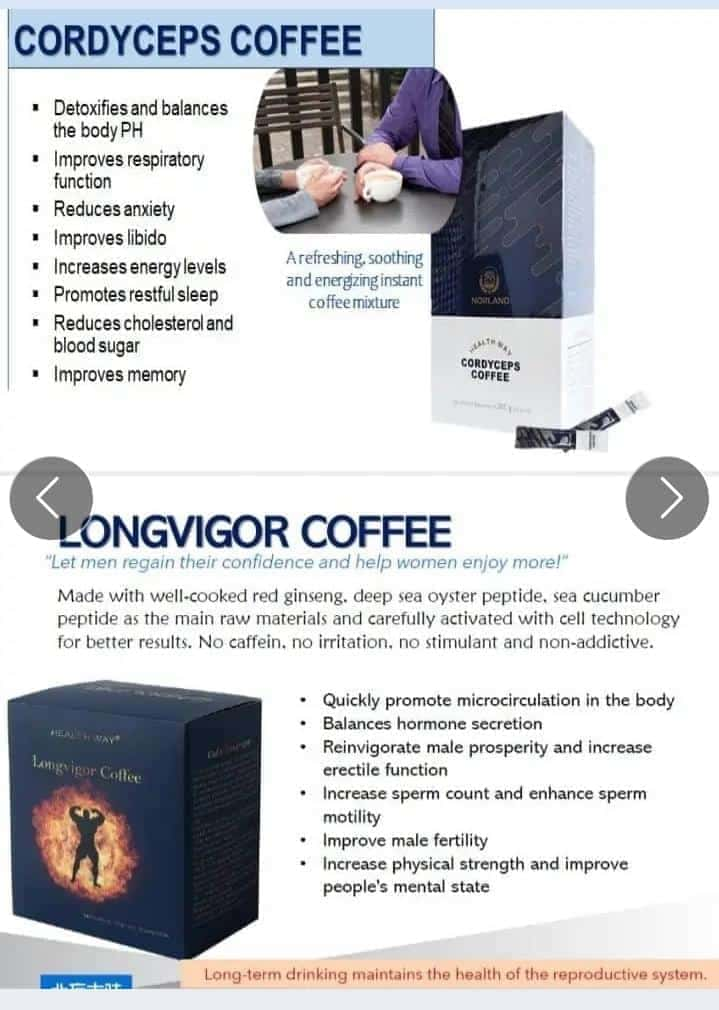 CORDYCEPS COFFEE
▪ Detoxifies and balances
the body PH
▪ Improves respiratory
function
▪ Reduces anxiety
▪ Improves libido
▪ Increases energy levels
▪ Promotes restful sleep
▪ Reduces cholesterol and
blood sugar
▪ Improves memory
A refreshing, soothing
and energizing instant
coffee mixture
NORLAND
HEALTH WAY
CORDYCEPS
COFFEE
LONGVIGOR COFFEE
"Let men regain their confidence and help women enjoy more!"
Made with well-cooked red ginseng, deep sea oyster peptide, sea cucumber
peptide as the main raw materials and carefully activated with cell technology
for better results. No caffein, no irritation, no stimulant and non-addictive.
HEALTH WAY®
Longvigor Coffee
• Quickly promote microcirculation in the body
• Balances hormone secretion
• Reinvigorate male prosperity and increase
erectile function
• Increase sperm count and enhance sperm
motility
• Improve male fertility
• Increase physical strength and improve
people's mental state
Long-term drinking maintains the health of the reproductive system.